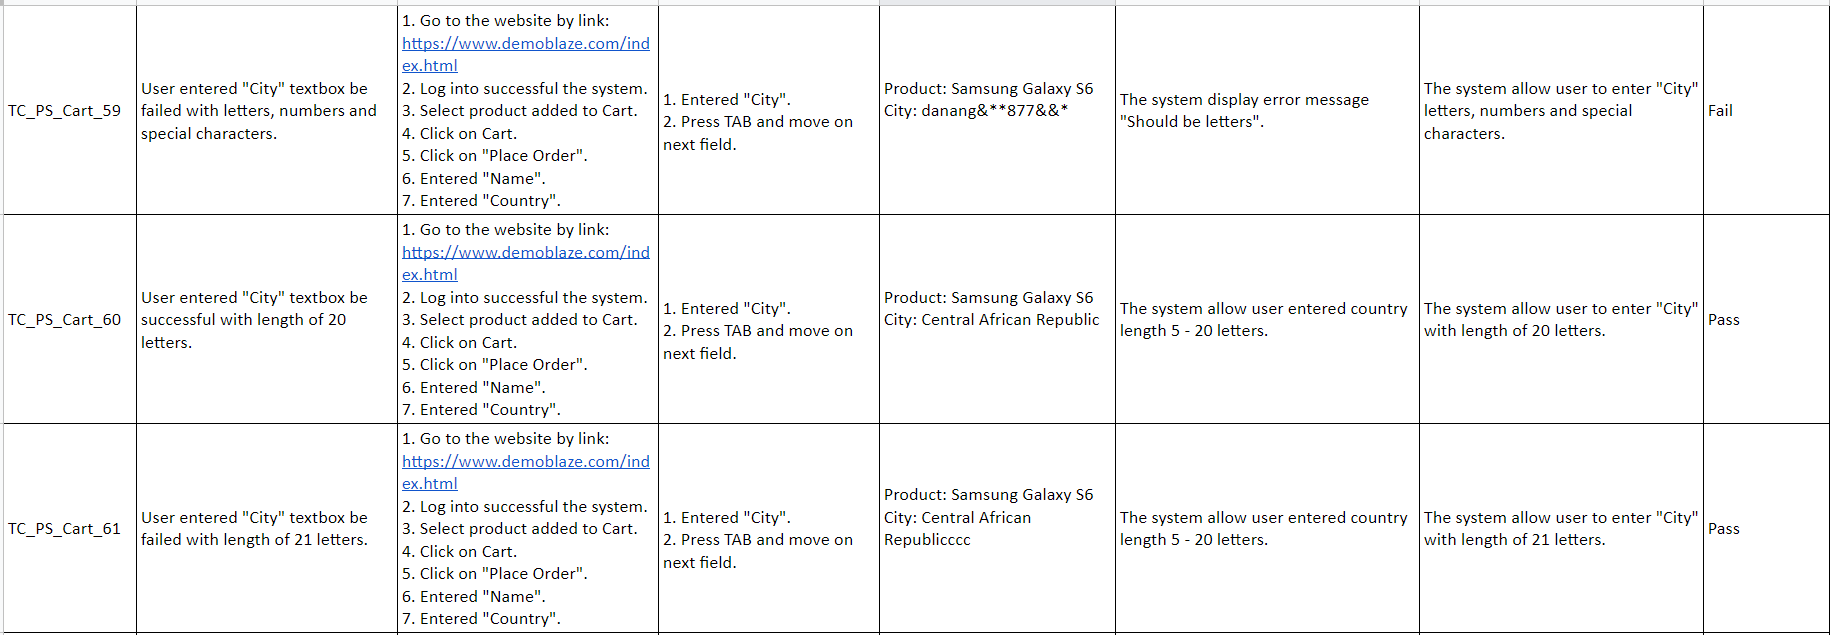 TC_PS_Cart_59
User entered "City" textbox be
failed with letters, numbers and
special characters.
1. Go to the website by link:
https://www.demoblaze.com/ind
ex.html
2. Log into successful the system.
3. Select product added to Cart.
4. Click on Cart.
5. Click on "Place Order".
6. Entered "Name".
7. Entered "Country".
1. Entered "City".
2. Press TAB and move on
next field.
Product: Samsung Galaxy S6
City: danang&**877&&*
The system display error message
"Should be letters".
The system allow user to enter "City"
letters, numbers and special
characters.
Fail
TC_PS_Cart_60
User entered "City" textbox be
successful with length of 20
letters.
1. Go to the website by link:
https://www.demoblaze.com/ind
ex.html
2. Log into successful the system.
3. Select product added to Cart.
4. Click on Cart.
5. Click on "Place Order".
6. Entered "Name".
7. Entered "Country".
1. Entered "City".
2. Press TAB and move on
next field.
Product: Samsung Galaxy S6
City: Central African Republic
The system allow user entered country
length 5 - 20 letters.
The system allow user to enter "City"
with length of 20 letters.
Pass
TC_PS_Cart_61
User entered "City" textbox be
failed with length of 21 letters.
1. Go to the website by link:
https://www.demoblaze.com/ind
ex.html
2. Log into successful the system.
3. Select product added to Cart.
4. Click on Cart.
5. Click on "Place Order".
6. Entered "Name".
7. Entered "Country".
1. Entered "City".
2. Press TAB and move on
next field.
Product: Samsung Galaxy S6
City: Central African
Republicccc
The system allow user entered country
length 5 - 20 letters.
The system allow user to enter "City"
with length of 21 letters.
Pass